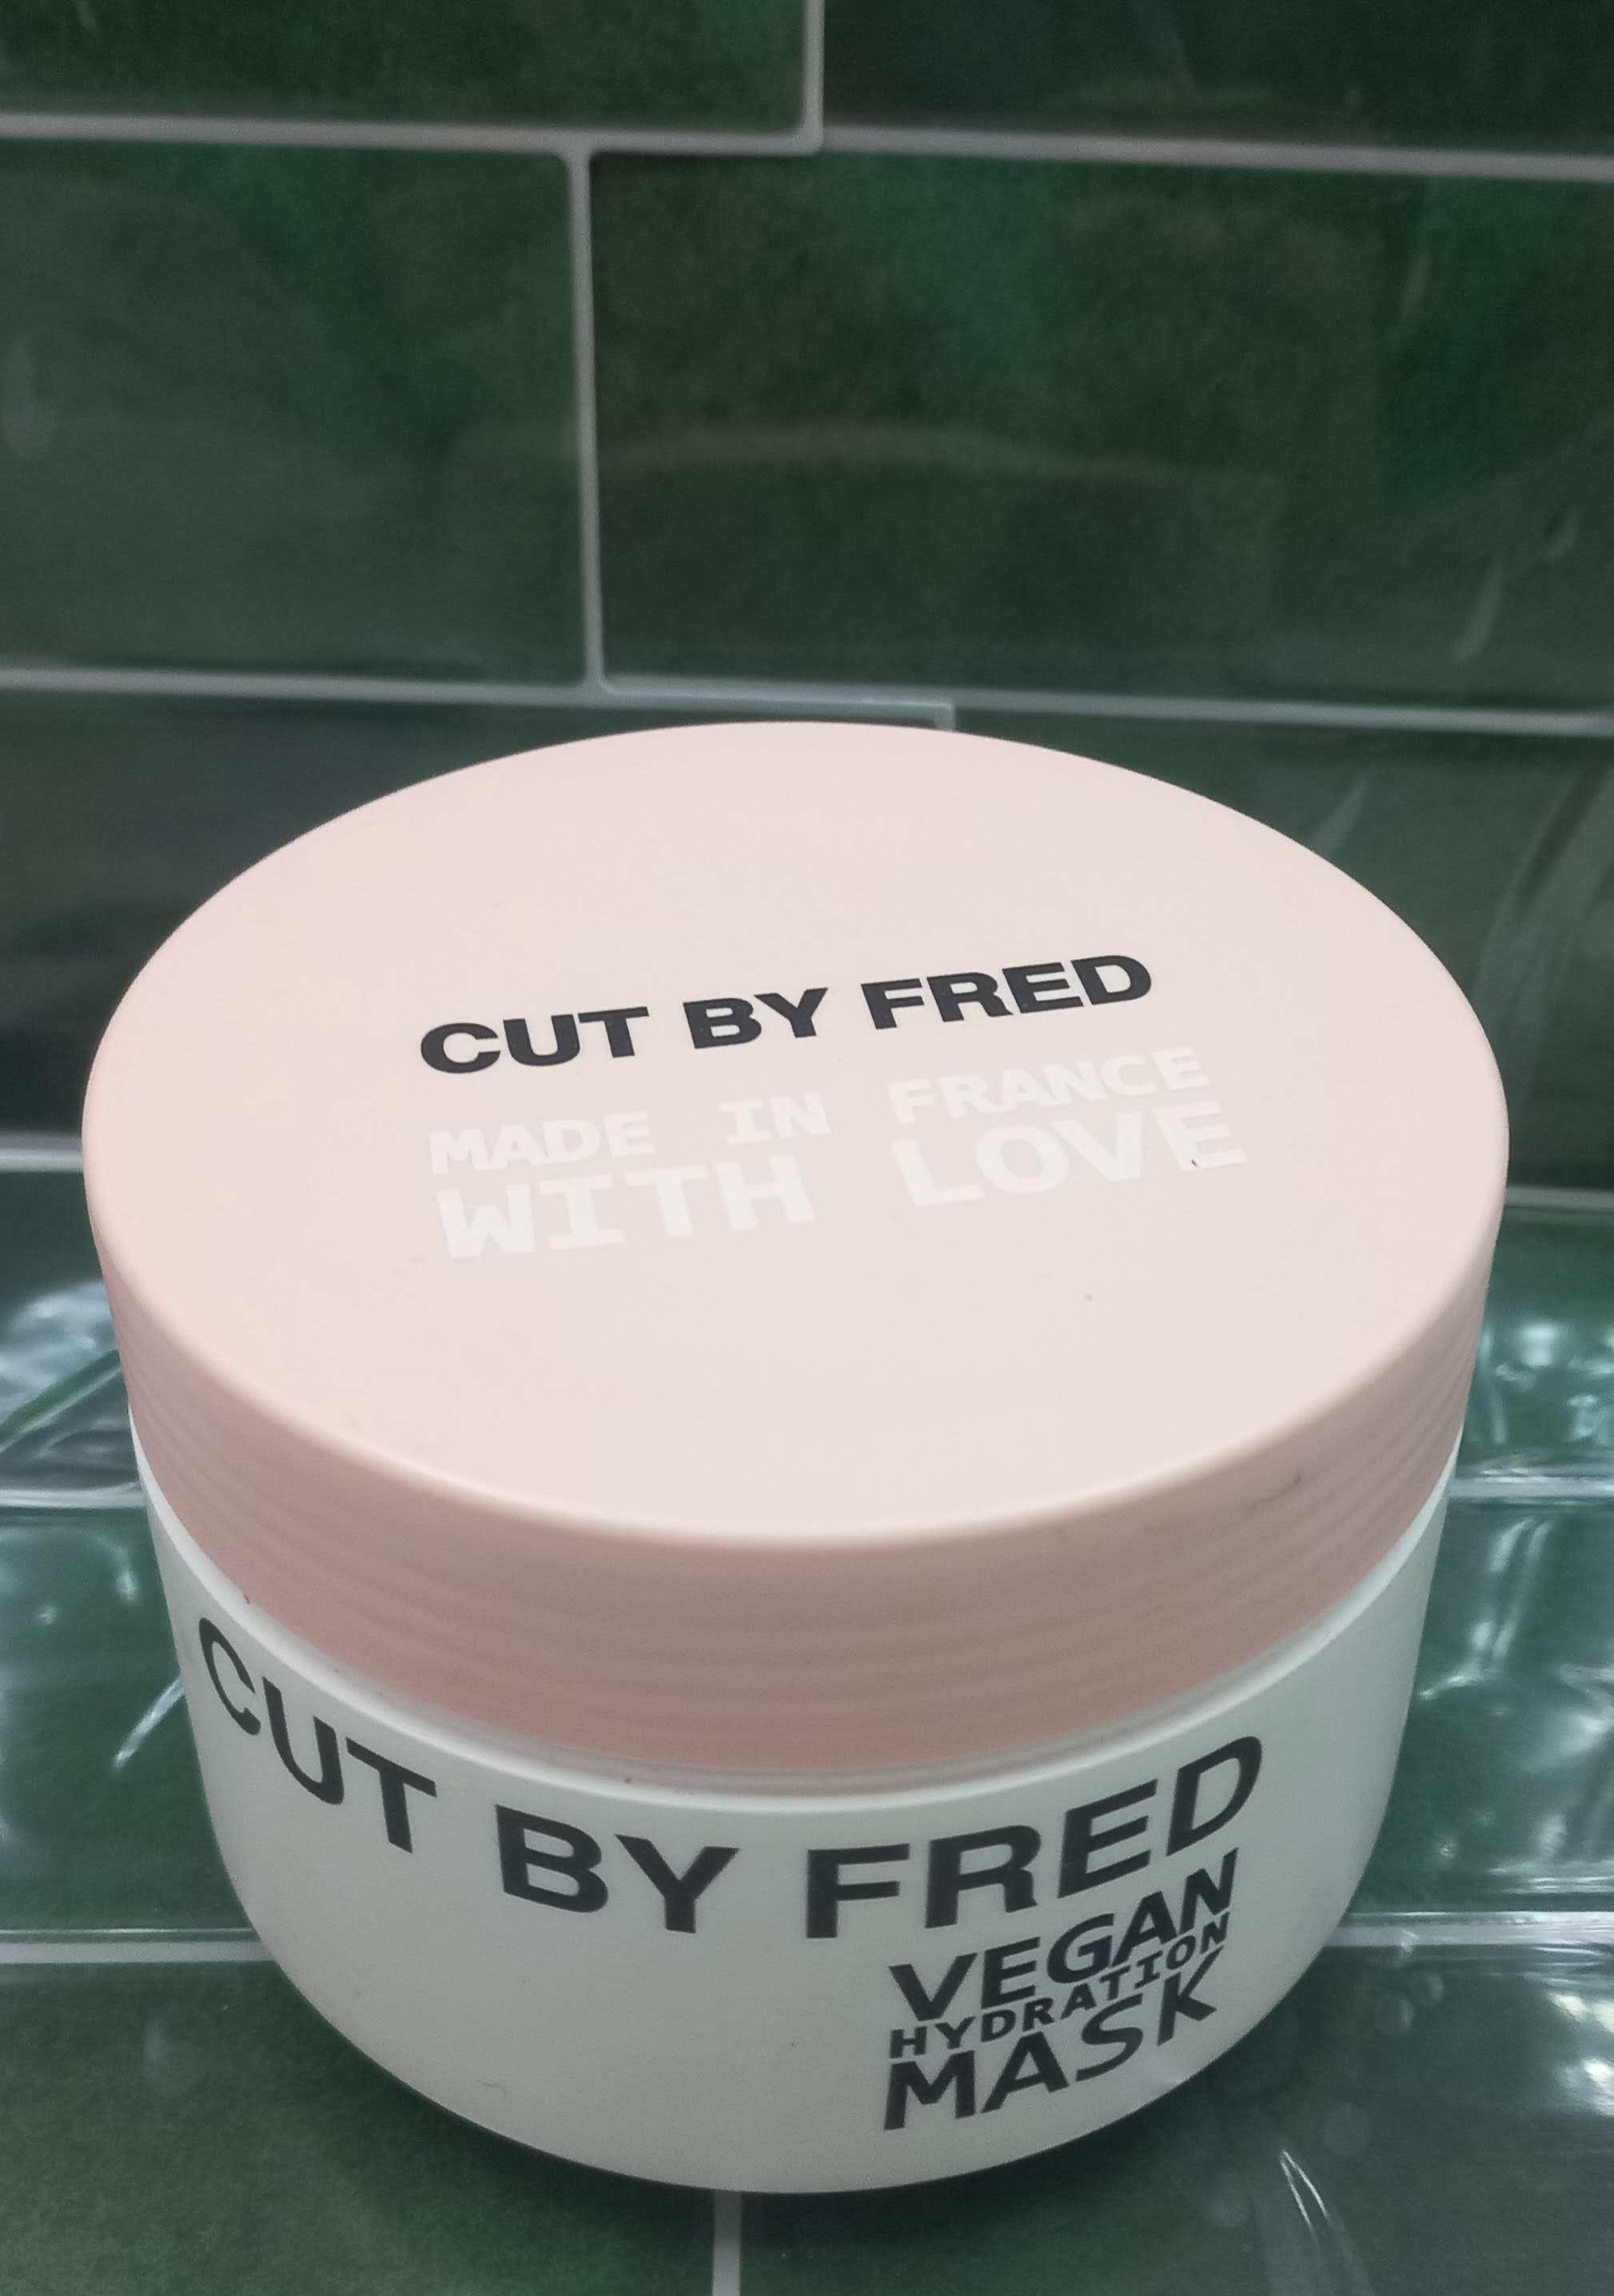 CUT BY FRED
MADE IN FRANCE
WITH LOVE
CUT BY FRED
VEGAN
HYDRATION
MASK